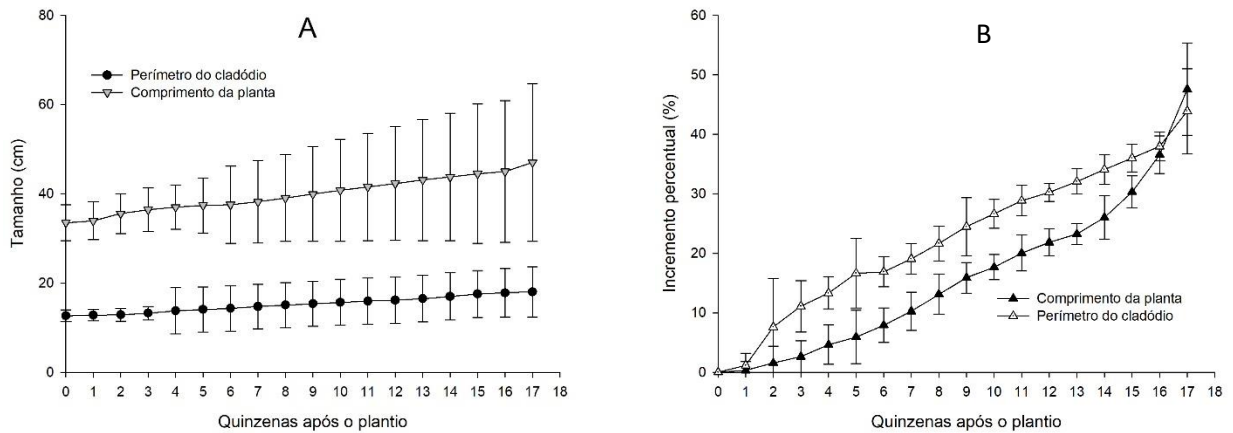 A
Perímetro do cladódio
Comprimento da planta
Tamanho (cm)
80
60
40
20
0
0 1 2 3 4 5 6 7 8 9 10 11 12 13 14 15 16 17 18
Quinzenas após o plantio
B
Incremento percentual (%)
60
50
40
30
20
10
0
Comprimento da planta
Perímetro do cladódio
0 1 2 3 4 5 6 7 8 9 10 11 12 13 14 15 16 17 18
Quinzenas após o plantio